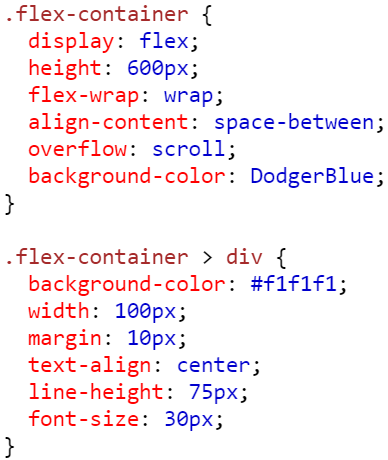 .flex-container {
  display: flex;
  height: 600px;
  flex-wrap: wrap;
  align-content: space-between;
  overflow: scroll;
  background-color: DodgerBlue;
}

.flex-container > div {
  background-color: #f1f1f1;
  width: 100px;
  margin: 10px;
  text-align: center;
  line-height: 75px;
  font-size: 30px;
}